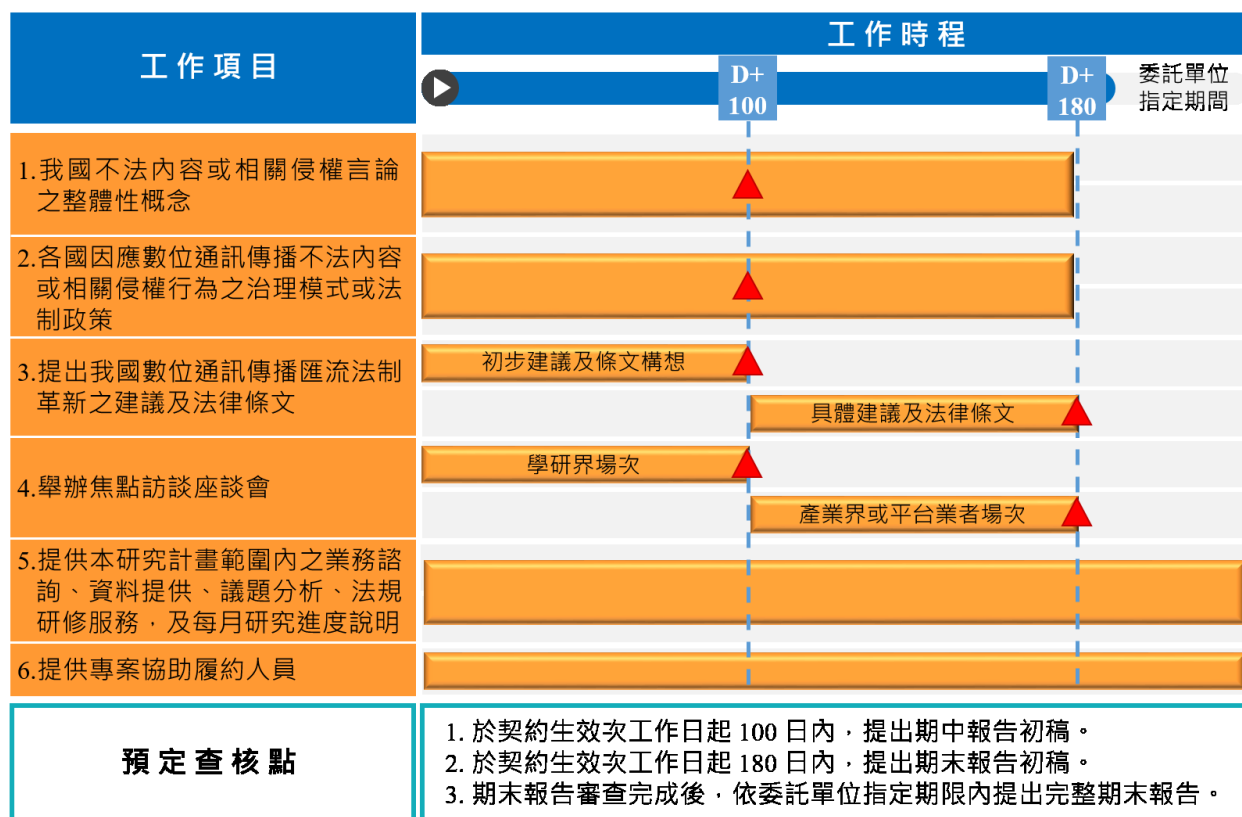 工作項目
工作時程
D+
100
D+
180
委託單位
指定期間
1.我國不法內容或相關侵權言論
之整體性概念
2.各國因應數位通訊傳播不法內容
或相關侵權行為之治理模式或法
制政策
3.提出我國數位通訊傳播匯流法制
革新之建議及法律條文
初步建議及條文構想
具體建議及法律條文
4.舉辦焦點訪談座談會
學研界場次
產業界或平台業者場次
5.提供本研究計畫範圍內之業務諮
詢、資料提供、議題分析、法規
研修服務，及每月研究進度說明
6.提供專案協助履約人員
預定查核點
1. 於契約生效次工作日起 100 日內，提出期中報告初稿。
2. 於契約生效次工作日起 180 日內，提出期末報告初稿。
3. 期末報告審查完成後，依委託單位指定期限內提出完整期末報告。